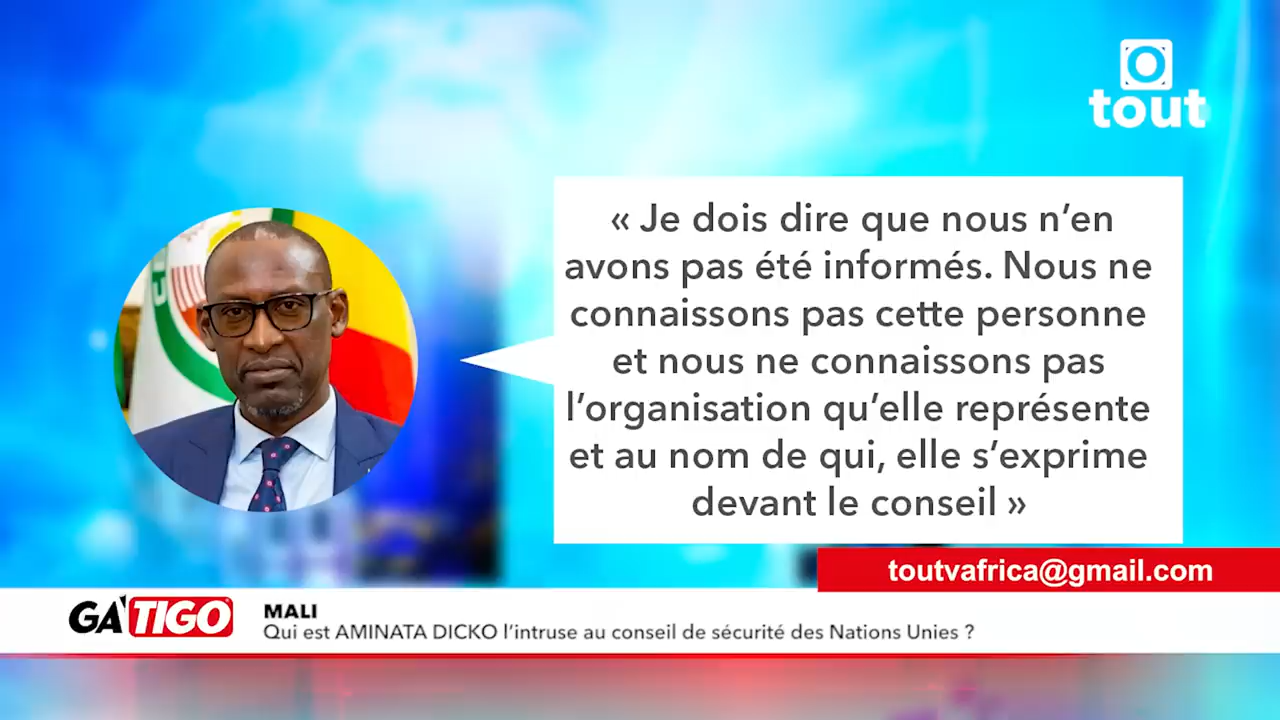 O
tout
« Je dois dire que nous n’en
avons pas été informés. Nous ne
connaissons pas cette personne
et nous ne connaissons pas
l’organisation qu’elle représente
et au nom de qui, elle s’exprime
devant le conseil »
toutvafrica@gmail.com
GA'TIGO
MALI
Qui est AMINATA DICKO l’intruse au conseil de sécurité des Nations Unies ?